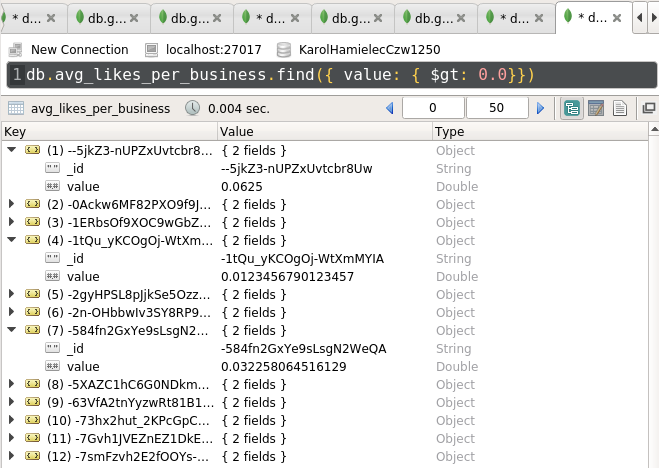 * d... db.g... db.g... * d... db.g... db.g... * d... * d...
New Connection localhost:27017 KarolHamielecCzw1250
1 db.avg_likes_per_business.find({ value: { $gt: 0.0}})
avg_likes_per_business 0.004 sec. 0 50
Key Value Type
(1) --5jkZ3-nUPZxUvtcbr8... { 2 fields } Object
_id --5jkZ3-nUPZxUvtcbr8Uw String
value 0.0625 Double
(2) -0Ackw6MF82PXO9f9J... { 2 fields } Object
(3) -1ERbsOf9XOC9wGbZ... { 2 fields } Object
(4) -1tQu_yKCOgOj-WtXm... { 2 fields } Object
_id -1tQu_yKCOgOj-WtXmMYIA String
value 0.0123456790123457 Double
(5) -2gyHPSL8pJjkSe5Ozz... { 2 fields } Object
(6) -2n-OHbbwIv3SY8RP9... { 2 fields } Object
(7) -584fn2GxYe9sLsgN2... { 2 fields } Object
_id -584fn2GxYe9sLsgN2WeQA String
value 0.032258064516129 Double
(8) -5XAZC1hC6G0NDkm... { 2 fields } Object
(9) -63VfA2tnYyzwRt81B1... { 2 fields } Object
(10) -73hx2hut_2KPcGpC... { 2 fields } Object
(11) -7Gvh1JVEZnEZ1DkE... { 2 fields } Object
(12) -7smFzvh2E2fOOYs-... { 2 fields } Object